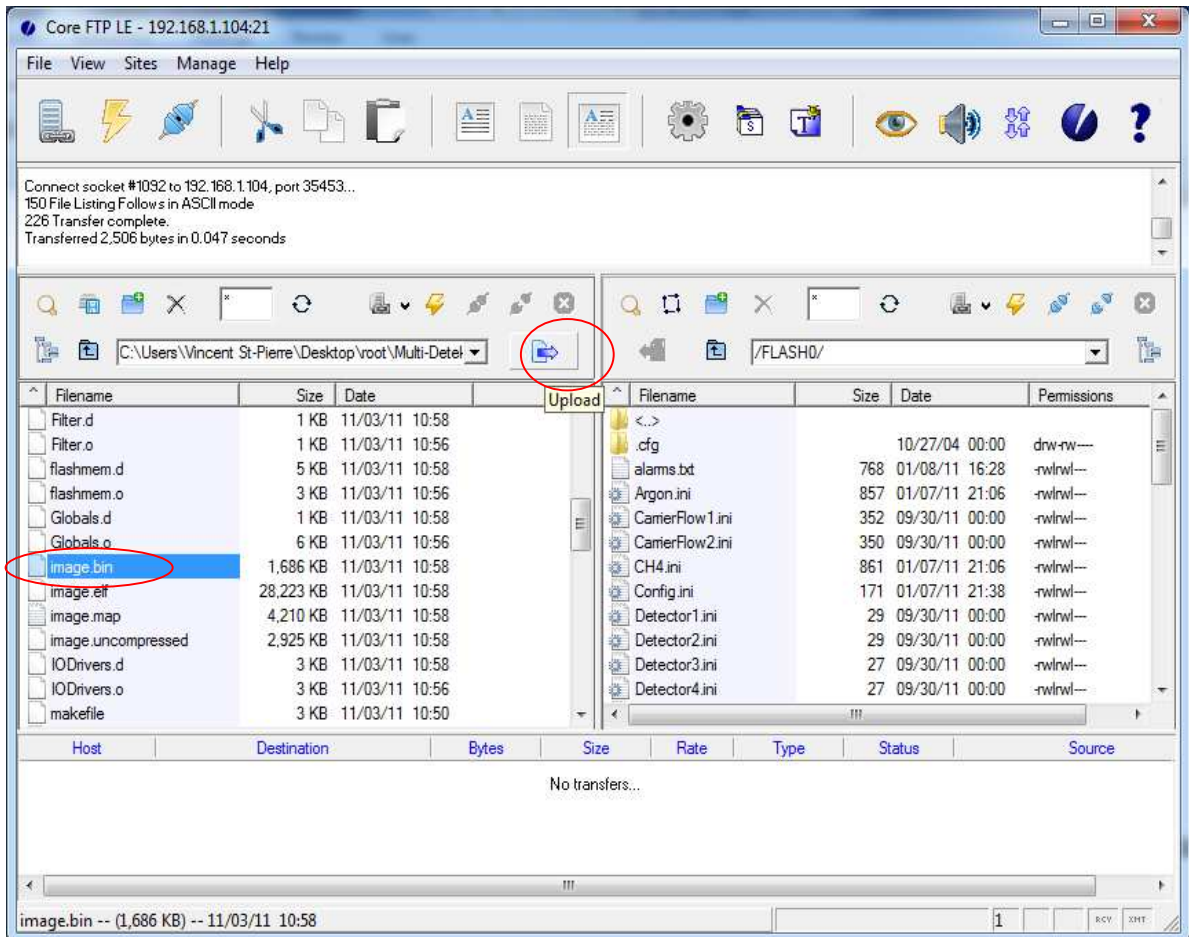 Core FTP LE - 192.168.1.104:21
File View Sites Manage Help
Connect socket #1092 to 192.168.1.104, port 35453...
150 File Listing Follows in ASCII mode
226 Transfer complete.
Transferred 2,506 bytes in 0.047 seconds
* *
C:\Users\Vincent St-Pierre\Desktop\root\Multi-Detel /FLASH0/
Upload
Filename Size Date Filename Size Date Permissions
Filter.d 1 KB 11/03/11 10:58 <..>
Filter.o 1 KB 11/03/11 10:56 .cfg 10/27/04 00:00 drw-rw----
flashmem.d 5 KB 11/03/11 10:58 alarms.txt 768 01/08/11 16:28 -rwlrwl---
flashmem.o 3 KB 11/03/11 10:56 Argon.ini 857 01/07/11 21:06 -rwlrwl---
Globals.d 1 KB 11/03/11 10:58 CarrierFlow1.ini 352 09/30/11 00:00 -rwlrwl---
Globals.o 6 KB 11/03/11 10:56 CarrierFlow2.ini 350 09/30/11 00:00 -rwlrwl---
image.bin 1,686 KB 11/03/11 10:58 CH4.ini 861 01/07/11 21:06 -rwlrwl---
image.elf 28,223 KB 11/03/11 10:58 Config.ini 171 01/07/11 21:38 -rwlrwl---
image.map 4,210 KB 11/03/11 10:58 Detector1.ini 29 09/30/11 00:00 -rwlrwl---
image.uncompressed 2,925 KB 11/03/11 10:58 Detector2.ini 29 09/30/11 00:00 -rwlrwl---
IODrivers.d 3 KB 11/03/11 10:58 Detector3.ini 27 09/30/11 00:00 -rwlrwl---
IODrivers.o 3 KB 11/03/11 10:56 Detector4.ini 27 09/30/11 00:00 -rwlrwl---
makefile 3 KB 11/03/11 10:50
Host Destination Bytes Size Rate Type Status Source
No transfers...
image.bin -- (1,686 KB) -- 11/03/11 10:58 1 RCV XMT